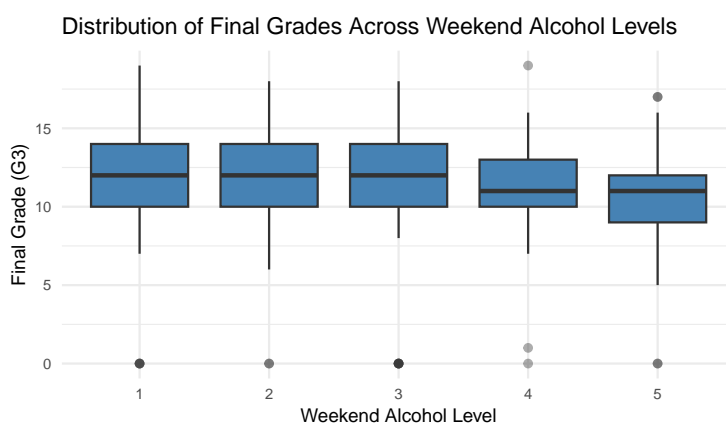 Distribution of Final Grades Across Weekend Alcohol Levels
Final Grade (G3)
15
10
5
0
1 2 3 4 5
Weekend Alcohol Level